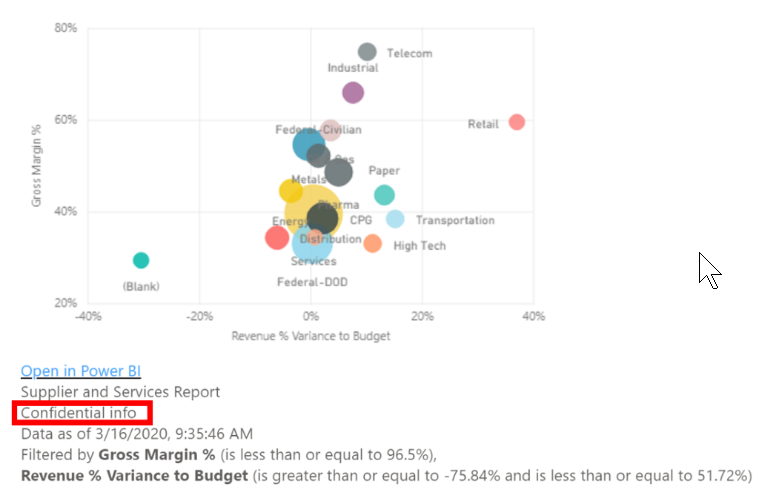 80%
Telecom
Industrial
60%
Retail
Federal-Civilian
Gas
Paper
Metals
Pharma
40%
Energy
CPG
Transportation
Distribution
High Tech
Services
(Blank)
Federal-DOD
20%
-40%
-20%
0%
20%
40%
Gross Margin %
Revenue % Variance to Budget
Open in Power BI
Supplier and Services Report
Confidential info
Data as of 3/16/2020, 9:35:46 AM
Filtered by Gross Margin % (is less than or equal to 96.5%),
Revenue % Variance to Budget (is greater than or equal to -75.84% and is less than or equal to 51.72%)